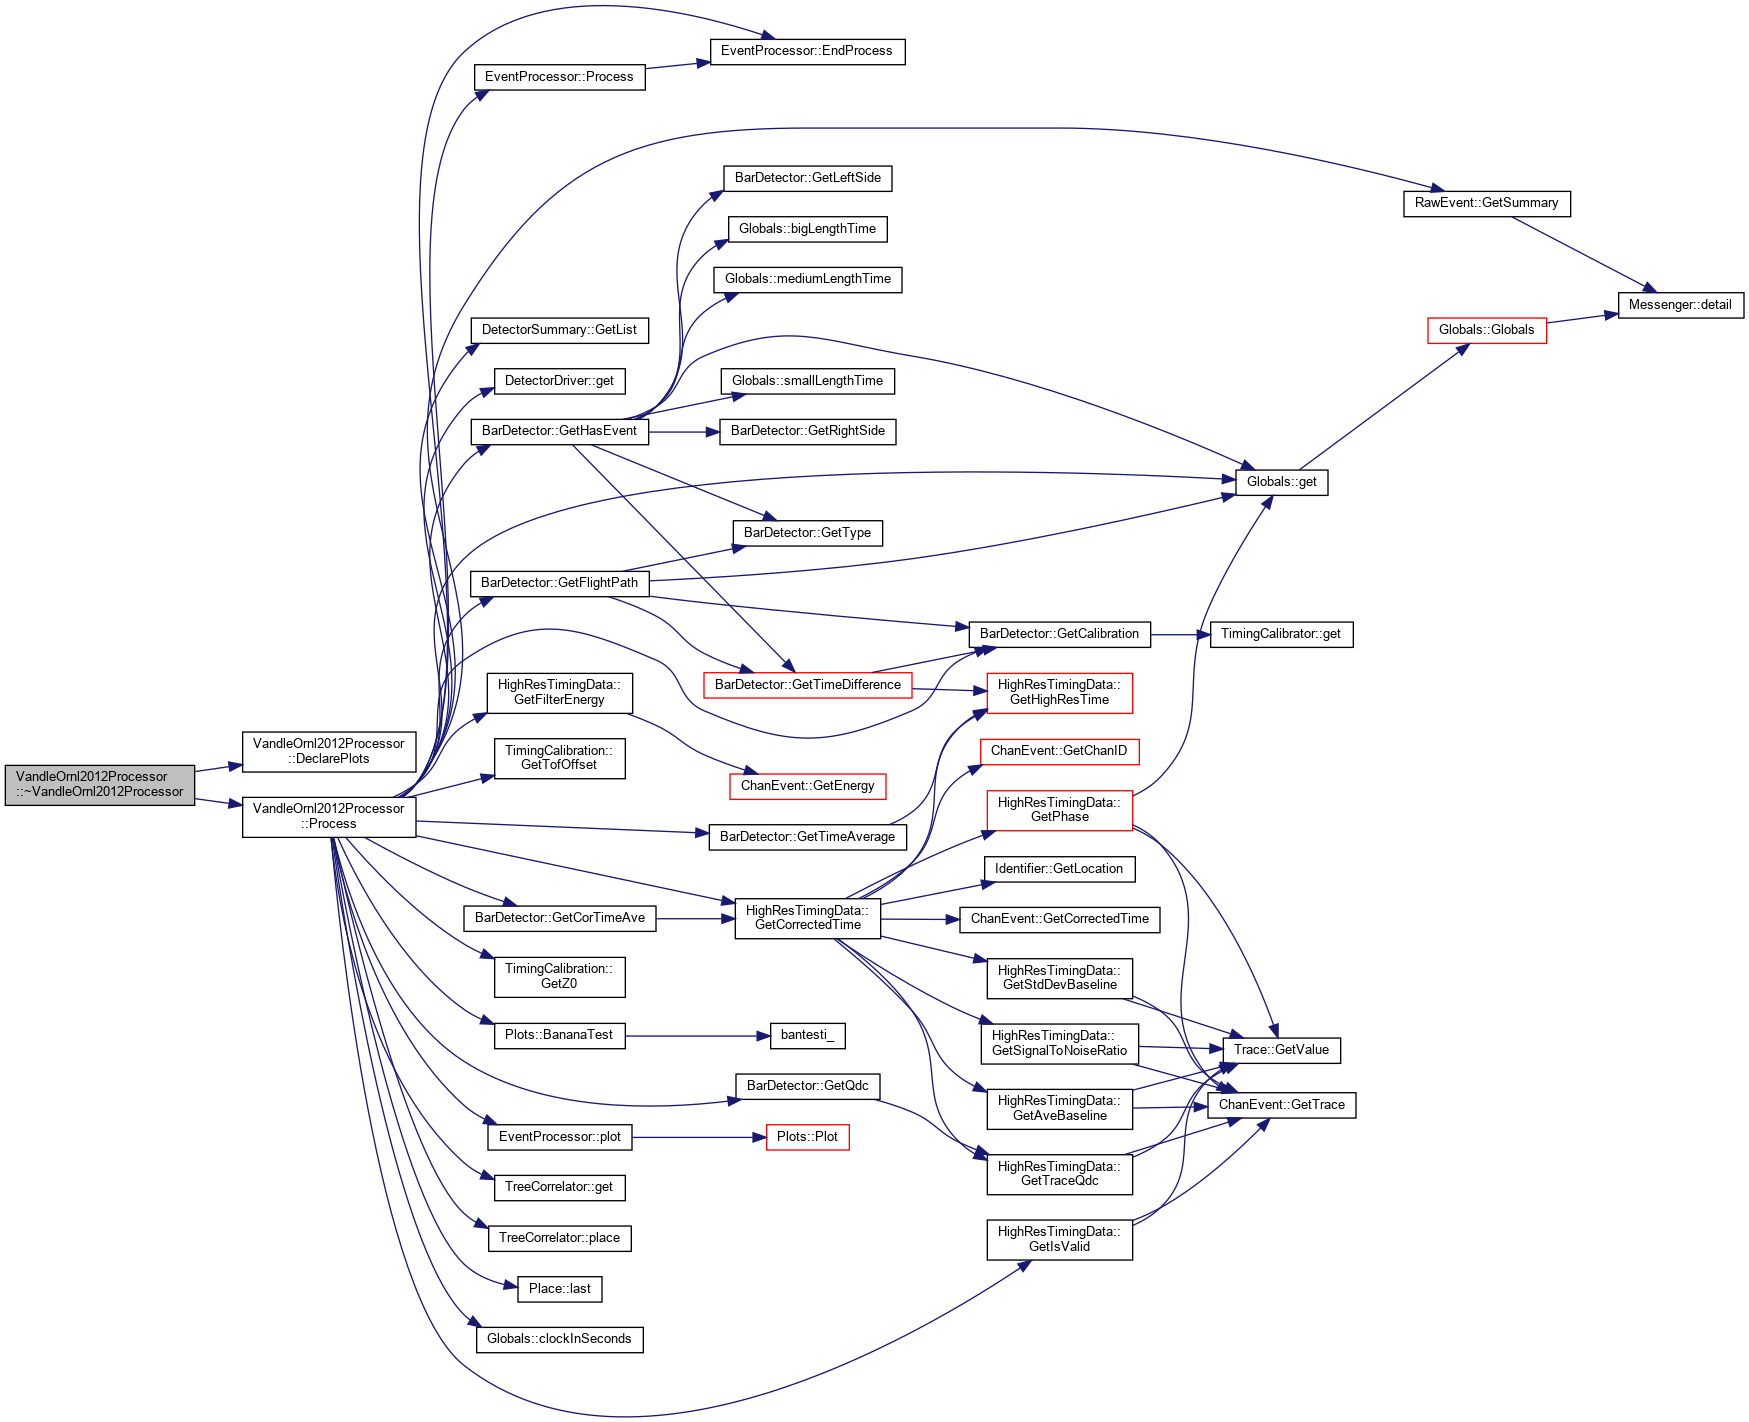 EventProcessor::EndProcess
EventProcessor::Process
BarDetector::GetLeftSide
RawEvent::GetSummary
Globals::bigLengthTime
Globals::mediumLengthTime
Messenger::detail
DetectorSummary::GetList
Globals::Globals
DetectorDriver::get
Globals::smallLengthTime
BarDetector::GetHasEvent
BarDetector::GetRightSide
Globals::get
BarDetector::GetType
BarDetector::GetFlightPath
BarDetector::GetCalibration
TimingCalibrator::get
BarDetector::GetTimeDifference
HighResTimingData::
GetFilterEnergy
HighResTimingData::
GetHighResTime
VandleOrnl2012Processor
::DeclarePlots
TimingCalibration::
GetTofOffset
ChanEvent::GetChanID
VandleOrnl2012Processor
::~VandleOrnl2012Processor
ChanEvent::GetEnergy
VandleOrnl2012Processor
::Process
HighResTimingData::
GetPhase
BarDetector::GetTimeAverage
Identifier::GetLocation
BarDetector::GetCorTimeAve
HighResTimingData::
GetCorrectedTime
ChanEvent::GetCorrectedTime
TimingCalibration::
GetZ0
HighResTimingData::
GetStdDevBaseline
Plots::BananaTest
bantesti_
HighResTimingData::
GetSignalToNoiseRatio
Trace::GetValue
BarDetector::GetQdc
HighResTimingData::
GetAveBaseline
ChanEvent::GetTrace
EventProcessor::plot
Plots::Plot
TreeCorrelator::get
HighResTimingData::
GetTraceQdc
TreeCorrelator::place
HighResTimingData::
GetIsValid
Place::last
Globals::clockInSeconds